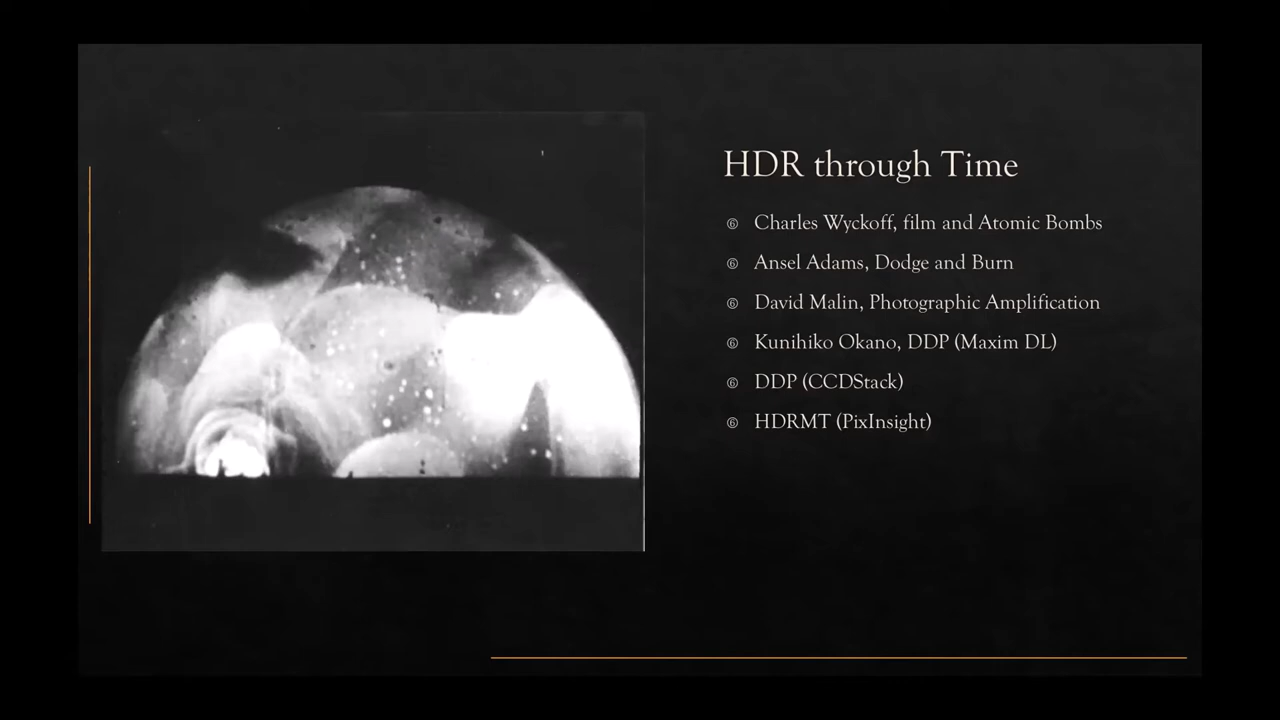 HDR through Time
Charles Wyckoff, film and Atomic Bombs
Ansel Adams, Dodge and Burn
David Malin, Photographic Amplification
Kunihiko Okano, DDP (Maxim DL)
DDP (CCDStack)
HDRMT (PixInsight)